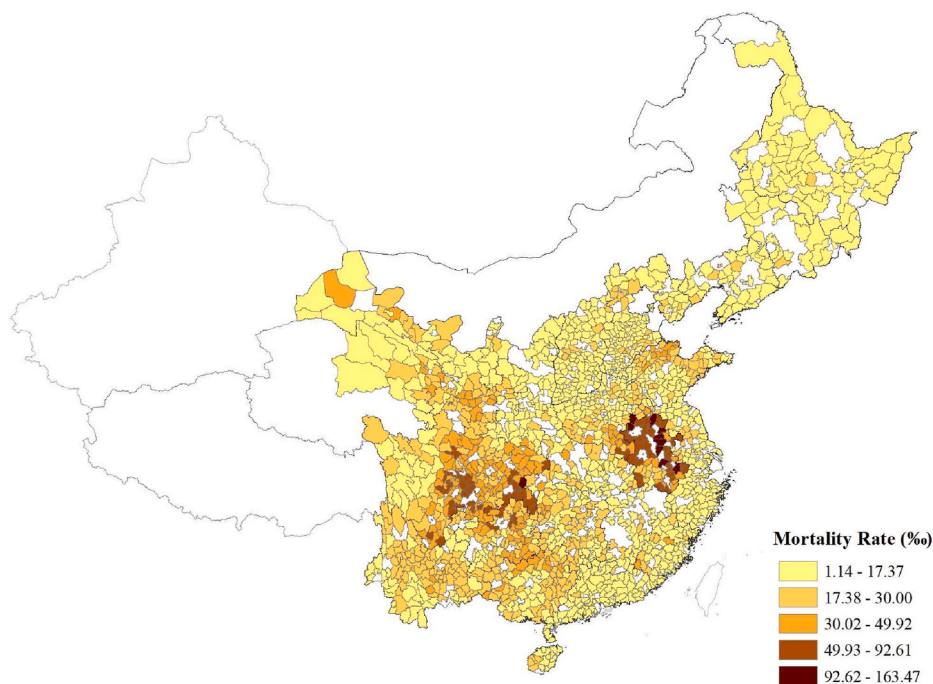 Mortality Rate (‰)
1.14 - 17.37
17.38 - 30.00
30.02 - 49.92
49.93 - 92.61
92.62 - 163.47